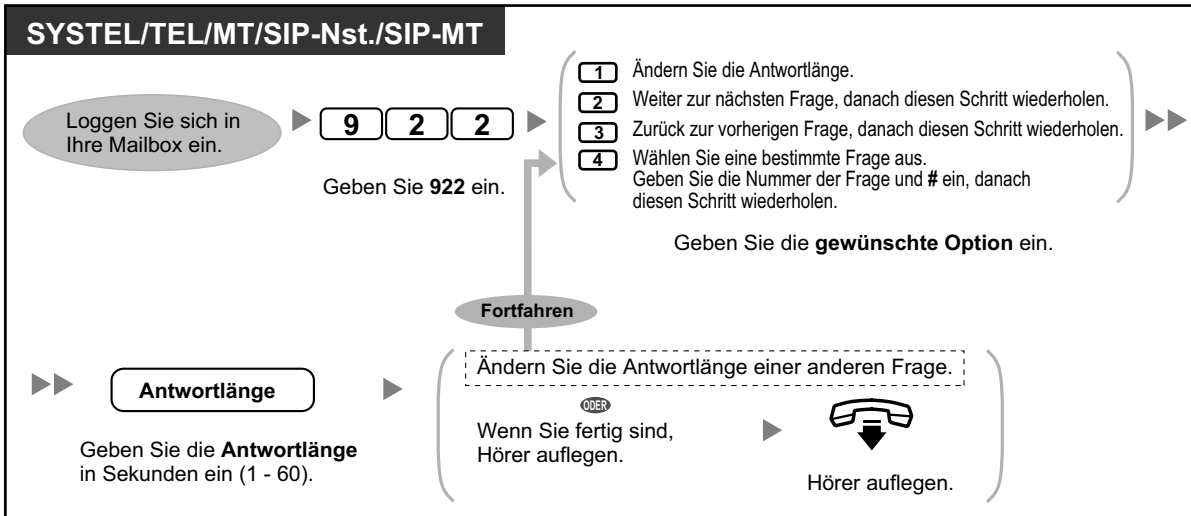 SYSTEL/TEL/MT/SIP-Nst./SIP-MT
Loggen Sie sich in
Ihre Mailbox ein.
9 2 2
Geben Sie 922 ein.
1 Ändern Sie die Antwortlänge.
2 Weiter zur nächsten Frage, danach diesen Schritt wiederholen.
3 Zurück zur vorherigen Frage, danach diesen Schritt wiederholen.
4 Wählen Sie eine bestimmte Frage aus.
Geben Sie die Nummer der Frage und # ein, danach
diesen Schritt wiederholen.
Geben Sie die gewünschte Option ein.
Fortfahren
Antwortlänge
Geben Sie die Antwortlänge
in Sekunden ein (1 - 60).
Ändern Sie die Antwortlänge einer anderen Frage.
ODER
Wenn Sie fertig sind,
Hörer auflegen.
Hörer auflegen.